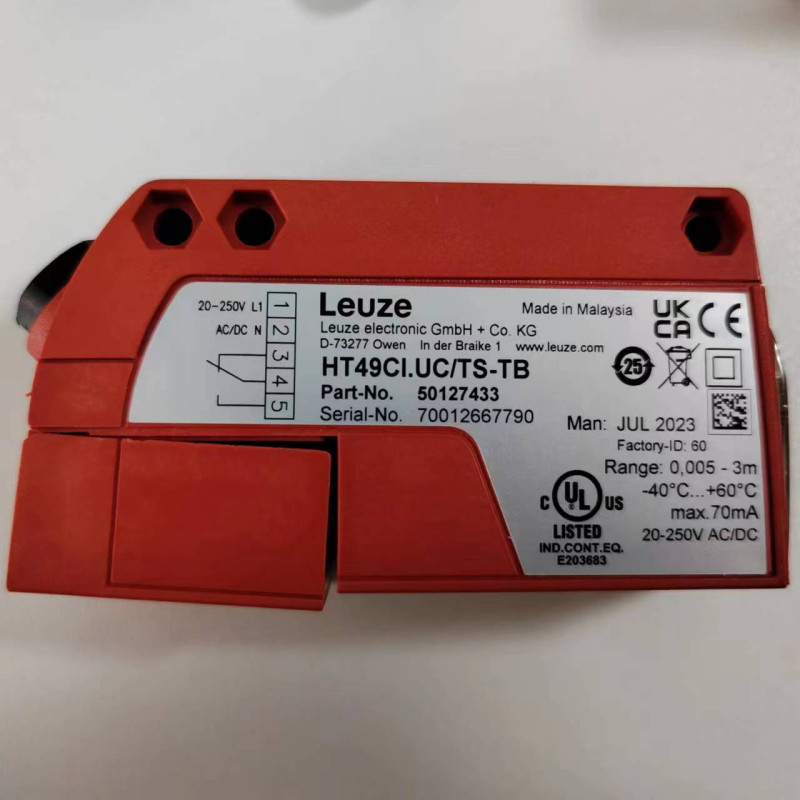 20-250V L1
AC/DC N
1
2
3
4
5
Leuze
Leuze electronic GmbH + Co. KG
D-73277 Owen In der Braike 1 www.leuze.com
Made in Malaysia
UK
CA
CE
HT49CI.UC/TS-TB
Part-No. 50127433
Serial-No. 70012667790
25
Man: JUL 2023
Factory-ID: 60
Range: 0,005 - 3m
-40°C...+60°C
max.70mA
20-250V AC/DC
C UL US
LISTED
IND.CONT.EQ.
E203683